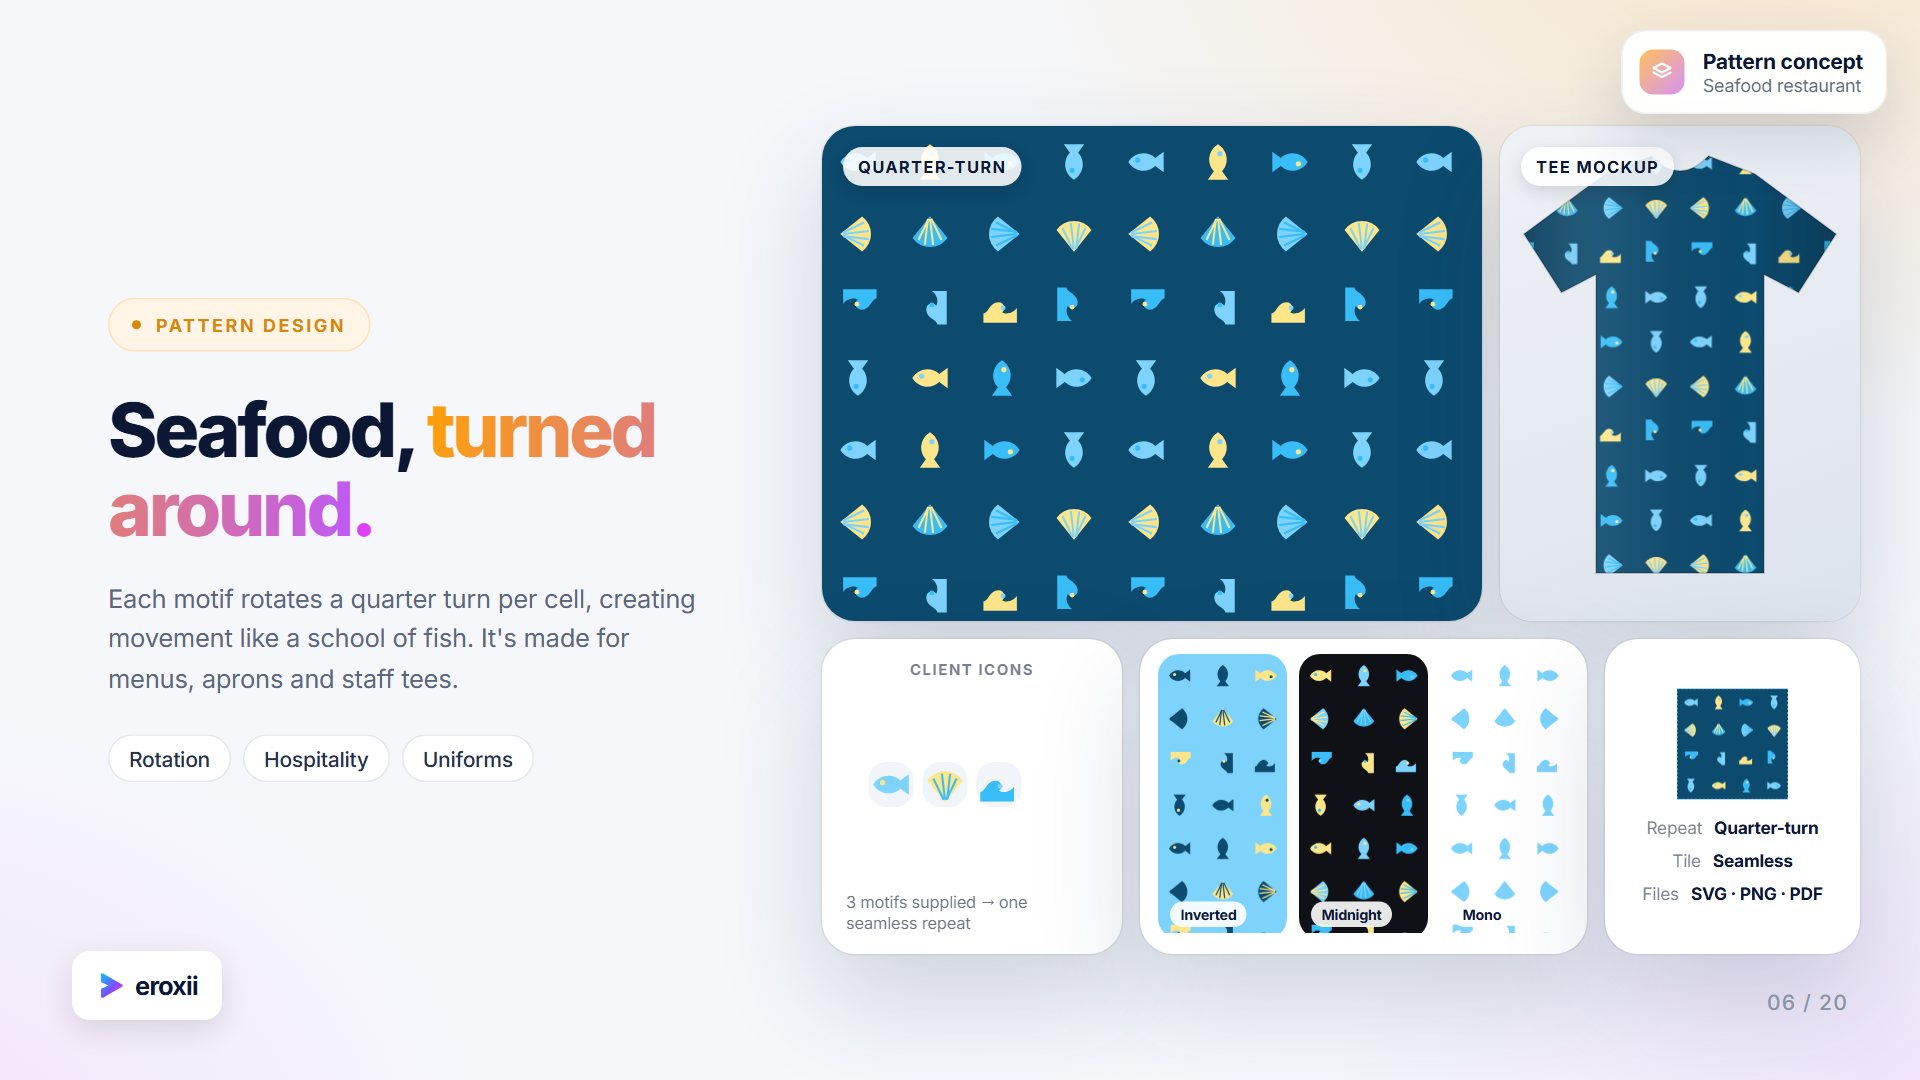 Pattern concept
Seafood restaurant
QUARTER-TURN
TEE MOCKUP
PATTERN DESIGN
Seafood, turned
around.
Each motif rotates a quarter turn per cell, creating
movement like a school of fish. It's made for
menus, aprons and staff tees.
Rotation
Hospitality
Uniforms
CLIENT ICONS
3 motifs supplied → one
seamless repeat
Inverted
Midnight
Mono
Repeat Quarter-turn
Tile Seamless
Files SVG · PNG · PDF
eroxii
06 / 20